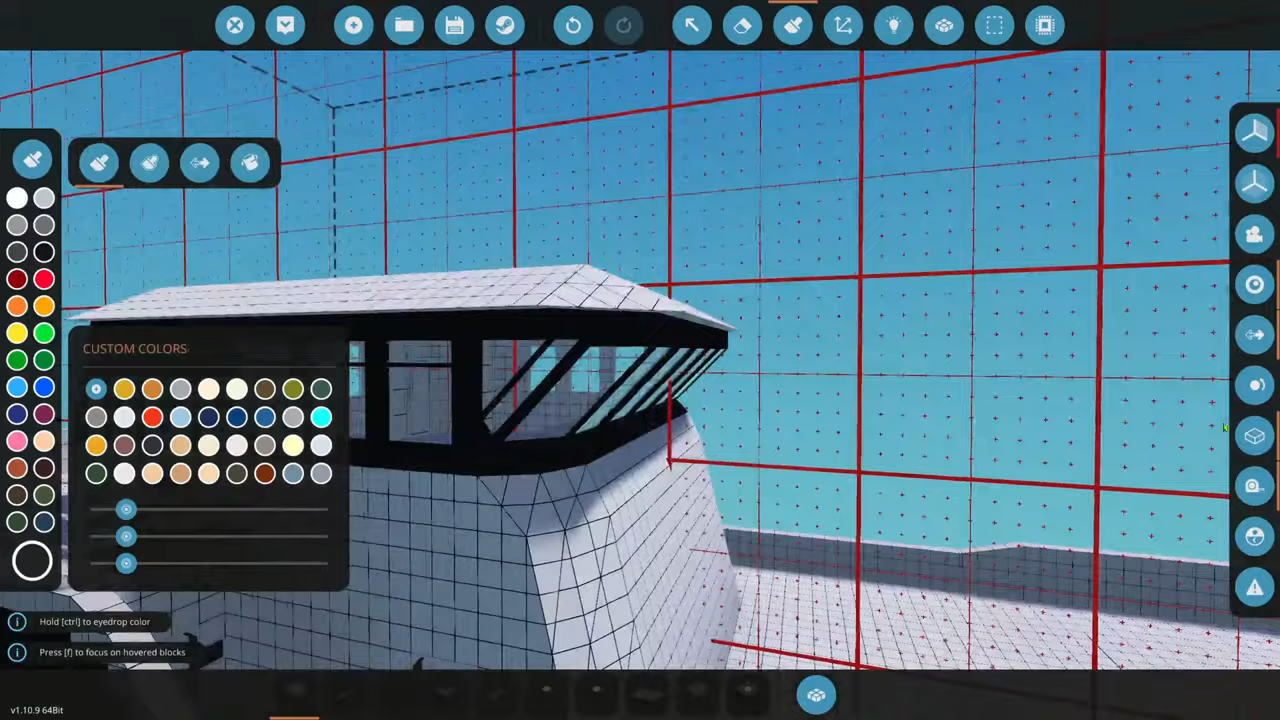 CUSTOM COLORS
Hold [ctrl] to eyedrop color
Press [f] to focus on hovered blocks
v1.10.9 64Bit